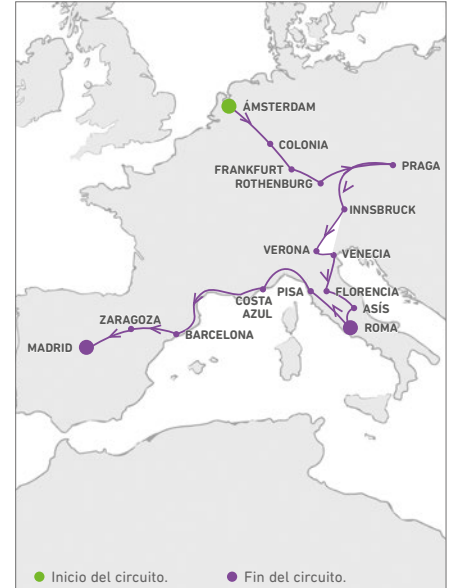 ÁMSTERDAM
COLONIA
FRANKFURT
ROTHENBURG
PRAGA
INNSBRUCK
VERONA
VENECIA
PISA
FLORENCIA
COSTA
AZUL
ASÍS
ROMA
ZARAGOZA
BARCELONA
MADRID
Inicio del circuito.
Fin del circuito.